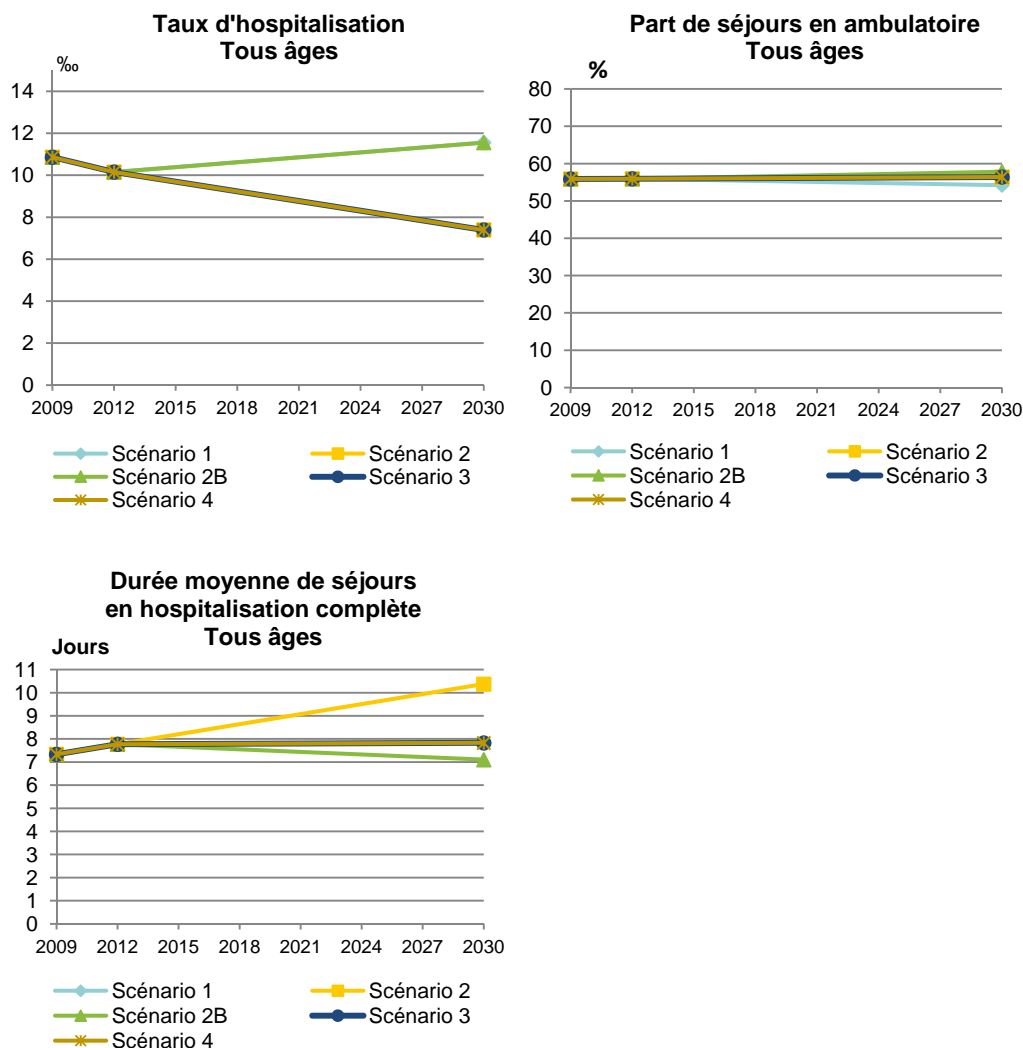 Taux d'hospitalisation
Tous âges
‰
14
12
10
8
6
4
2
0
2009 2012 2015 2018 2021 2024 2027 2030
Scénario 1 Scénario 2
Scénario 2B Scénario 3
Scénario 4
Part de séjours en ambulatoire
Tous âges
%
80
70
60
50
40
30
20
10
0
2009 2012 2015 2018 2021 2024 2027 2030
Scénario 1 Scénario 2
Scénario 2B Scénario 3
Scénario 4
Durée moyenne de séjours
en hospitalisation complète
Tous âges
Jours
11
10
9
8
7
6
5
4
3
2
1
0
2009 2012 2015 2018 2021 2024 2027 2030
Scénario 1 Scénario 2
Scénario 2B Scénario 3
Scénario 4